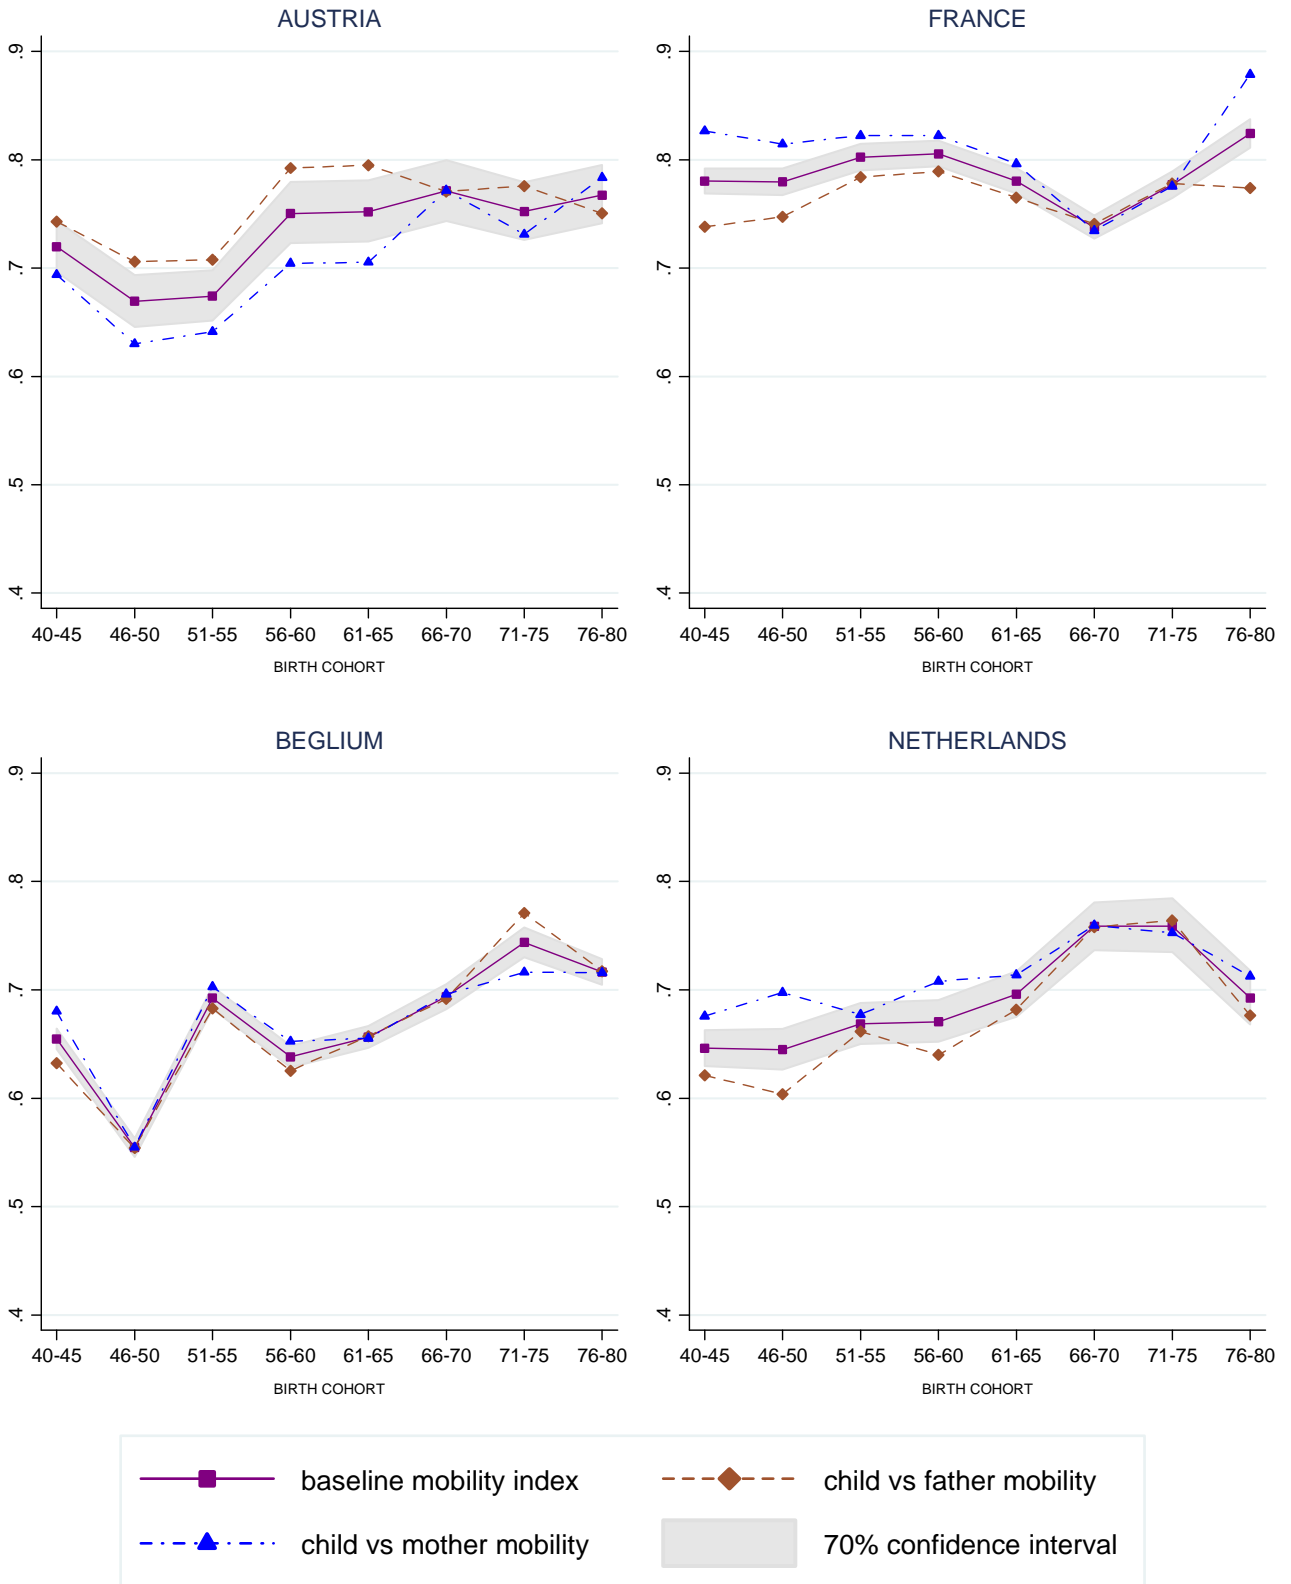 AUSTRIA
.9
.8
.7
.6
.5
.4
40-45 46-50 51-55 56-60 61-65 66-70 71-75 76-80
BIRTH COHORT
FRANCE
.9
.8
.7
.6
.5
.4
40-45 46-50 51-55 56-60 61-65 66-70 71-75 76-80
BIRTH COHORT
BEGLIUM
.9
.8
.7
.6
.5
.4
40-45 46-50 51-55 56-60 61-65 66-70 71-75 76-80
BIRTH COHORT
NETHERLANDS
.9
.8
.7
.6
.5
.4
40-45 46-50 51-55 56-60 61-65 66-70 71-75 76-80
BIRTH COHORT
baseline mobility index
child vs father mobility
child vs mother mobility
70% confidence interval